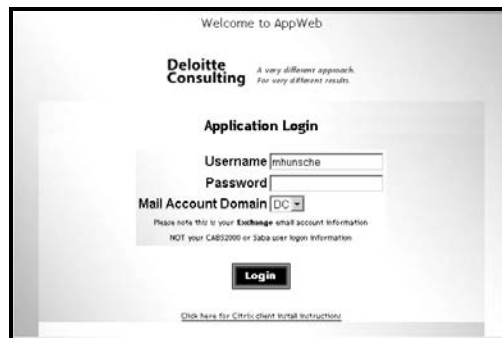 Welcome to AppWeb
Deloitte
Consulting
A very different approach.
For very different results.
Application Login
Username mhunsche
Password
Mail Account Domain DC
Please note this is your Exchange email account information
NOT your CABS2000 or Saba user logon information
Login
Click here for Citrix client install instructions